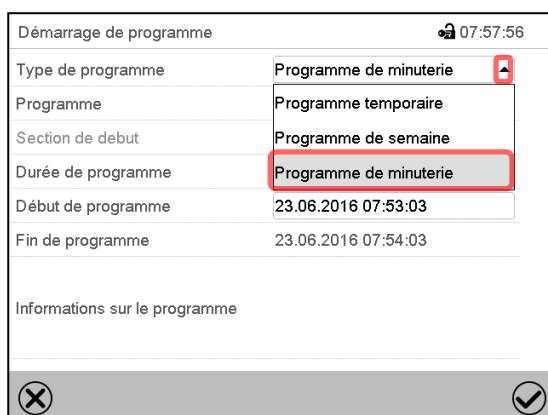 Démarrage de programme 07:57:56
Type de programme Programme de minuterie
Programme Programme temporaire
Section de debut Programme de semaine
Durée de programme Programme de minuterie
Début de programme 23.06.2016 07:53:03
Fin de programme 23.06.2016 07:54:03
Informations sur le programme